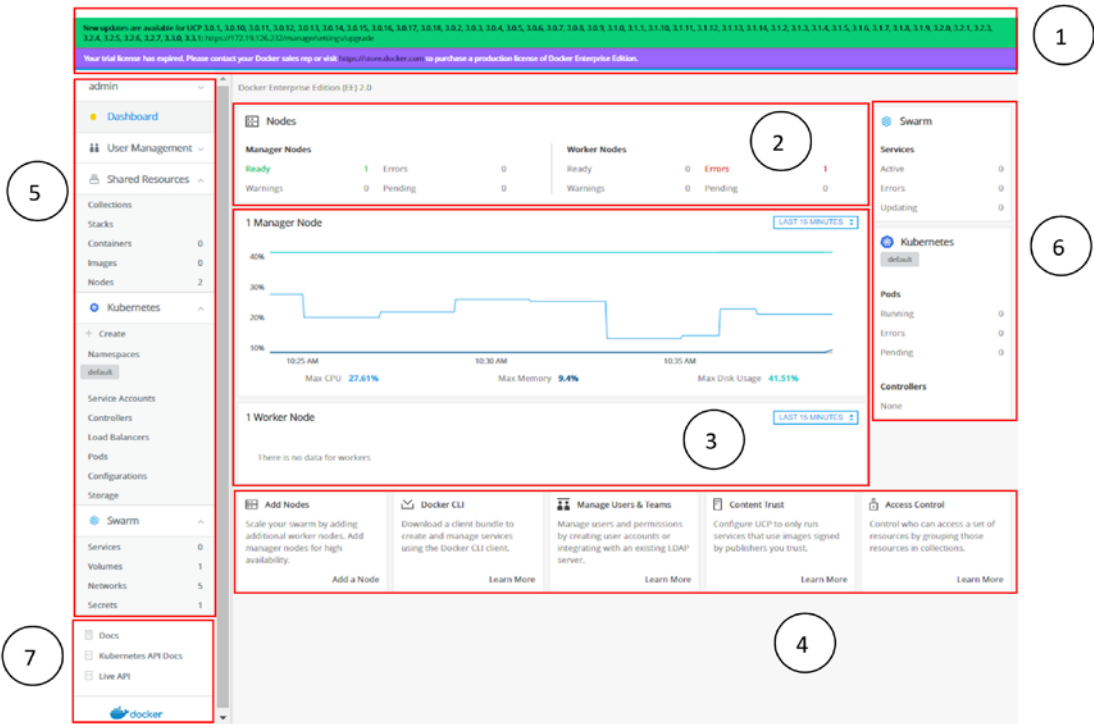 New updates are available for UCP 3.0.1, 3.0.10, 3.0.11, 3.0.12, 3.0.13, 3.0.14, 3.0.15, 3.0.16, 3.0.17, 3.0.18, 3.0.2, 3.0.3, 3.0.4, 3.0.5, 3.0.6, 3.0.7, 3.0.8, 3.0.9, 3.1.0, 3.1.1, 3.1.10, 3.1.11, 3.1.12, 3.1.13, 3.1.14, 3.1.2, 3.1.3, 3.1.4, 3.1.5, 3.1.6, 3.1.7, 3.1.8, 3.1.9, 3.2.0, 3.2.1, 3.2.3,
3.2.4, 3.2.5, 3.2.6, 3.2.7, 3.3.0, 3.3.1: https://172.19.126.232/manage/settings/upgrade
Your trial license has expired. Please contact your Docker sales rep or visit https://store.docker.com to purchase a production license of Docker Enterprise Edition.
1
admin
Dashboard
User Management
Shared Resources
Collections
Stacks
Containers 0
Images 0
Nodes 2
Kubernetes
+ Create
Namespaces
default
Service Accounts
Controllers
Load Balancers
Pods
Configurations
Storage
Swarm
Services 0
Volumes 1
Networks 5
Secrets 1
5
Docs
Kubernetes API Docs
Live API
docker
7
Docker Enterprise Edition (EE) 2.0
Nodes
Manager Nodes
Ready 1 Errors 0
Warnings 0 Pending 0
Worker Nodes
Ready 0 Errors 1
Warnings 0 Pending 0
2
1 Manager Node
LAST 15 MINUTES
40%
30%
20%
10%
10:25 AM 10:30 AM 10:35 AM
Max CPU 27.61% Max Memory 9.4% Max Disk Usage 41.51%
1 Worker Node
LAST 15 MINUTES
There is no data for workers
3
Add Nodes
Scale your swarm by adding
additional worker nodes. Add
manager nodes for high
availability.
Add a Node
Docker CLI
Download a client bundle to
create and manage services
using the Docker CLI client.
Learn More
Manage Users & Teams
Manage users and permissions
by creating user accounts or
integrating with an existing LDAP
server.
Learn More
Content Trust
Configure UCP to only run
services that use images signed
by publishers you trust.
Learn More
Access Control
Control who can access a set of
resources by grouping those
resources in collections.
Learn More
4
Swarm
Services
Active 0
Errors 0
Updating 0
Kubernetes
default
Pods
Running 0
Errors 0
Pending 0
Controllers
None
6